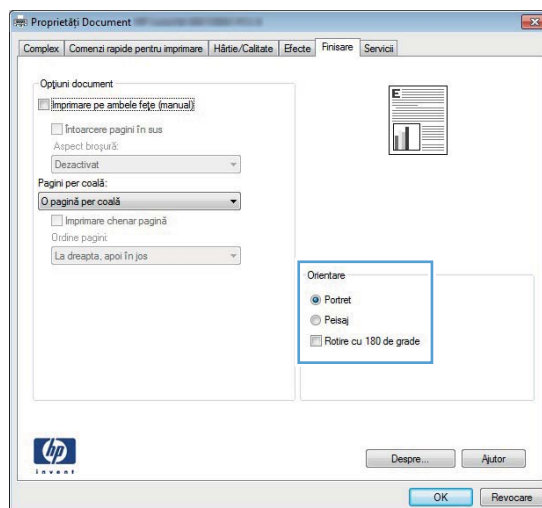 Proprietăți Document
Complex Comenzi rapide pentru imprimare Hârtie/Calitate Efecte Finisare Servicii
Opțiuni document
Imprimare pe ambele fețe (manual)
Întoarcere pagini în sus
Aspect broșură:
Dezactivat
Pagini per coală:
O pagină per coală
Imprimare chenar pagină
Ordine pagini:
La dreapta, apoi în jos
E
Orientare
Portret
Peisaj
Rotire cu 180 de grade
hp
invent
Despre... Ajutor
OK Revocare